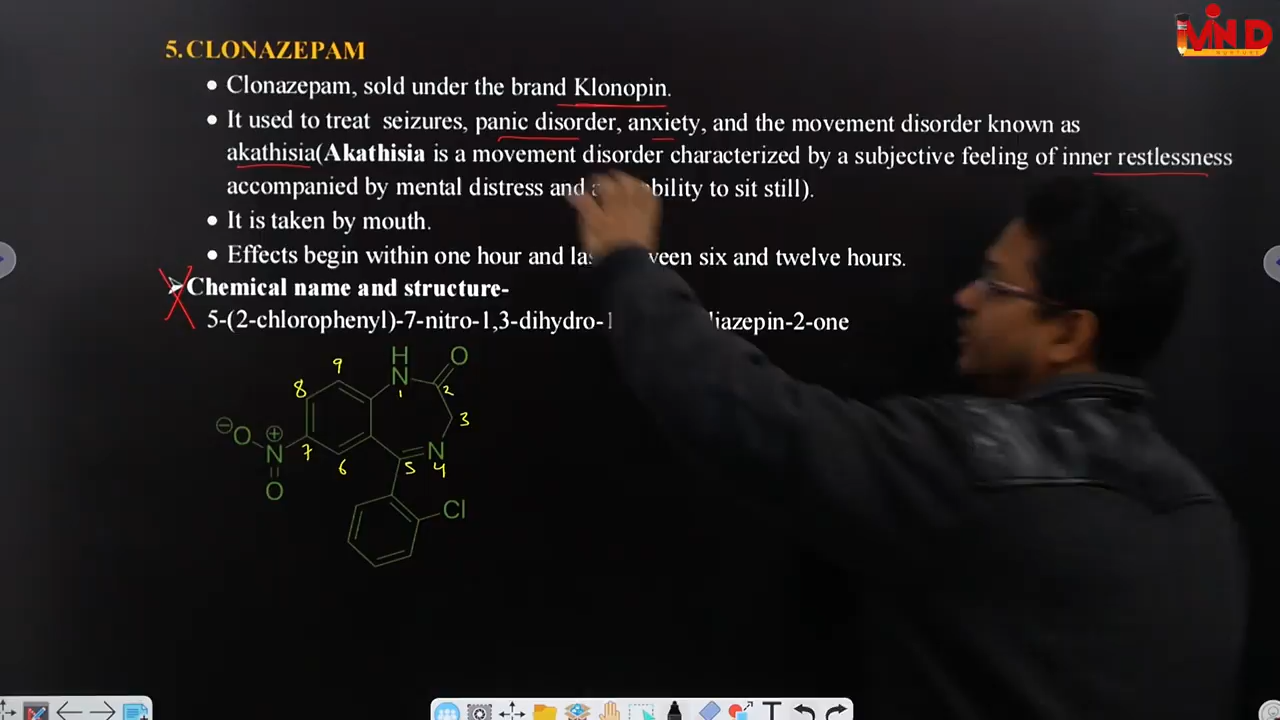 5.CLONAZEPAM
• Clonazepam, sold under the brand Klonopin.
• It used to treat seizures, panic disorder, anxiety, and the movement disorder known as
akathisia(Akathisia is a movement disorder characterized by a subjective feeling of inner restlessness
accompanied by mental distress and ability to sit still).
• It is taken by mouth.
• Effects begin within one hour and een six and twelve hours.
➢Chemical name and structure-
5-(2-chlorophenyl)-7-nitro-1,3-dihydro-1 iazepin-2-one
H O
N
9
1
2
8
3
⊖O ⊕
N
7
6
5
N
4
O
Cl
T